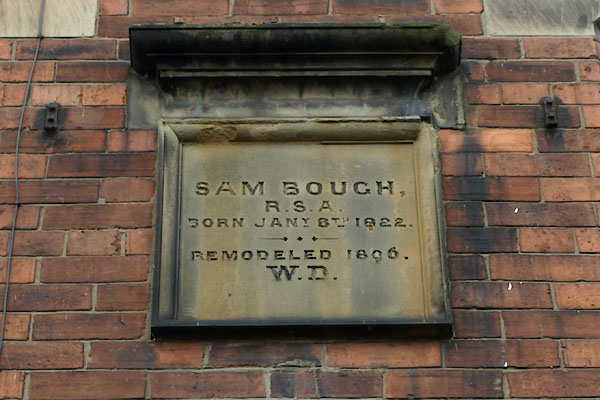 SAM BOUGH,
R.S.A.
BORN JANY 8TH 1822.
REMODELED 1896.
W.D.